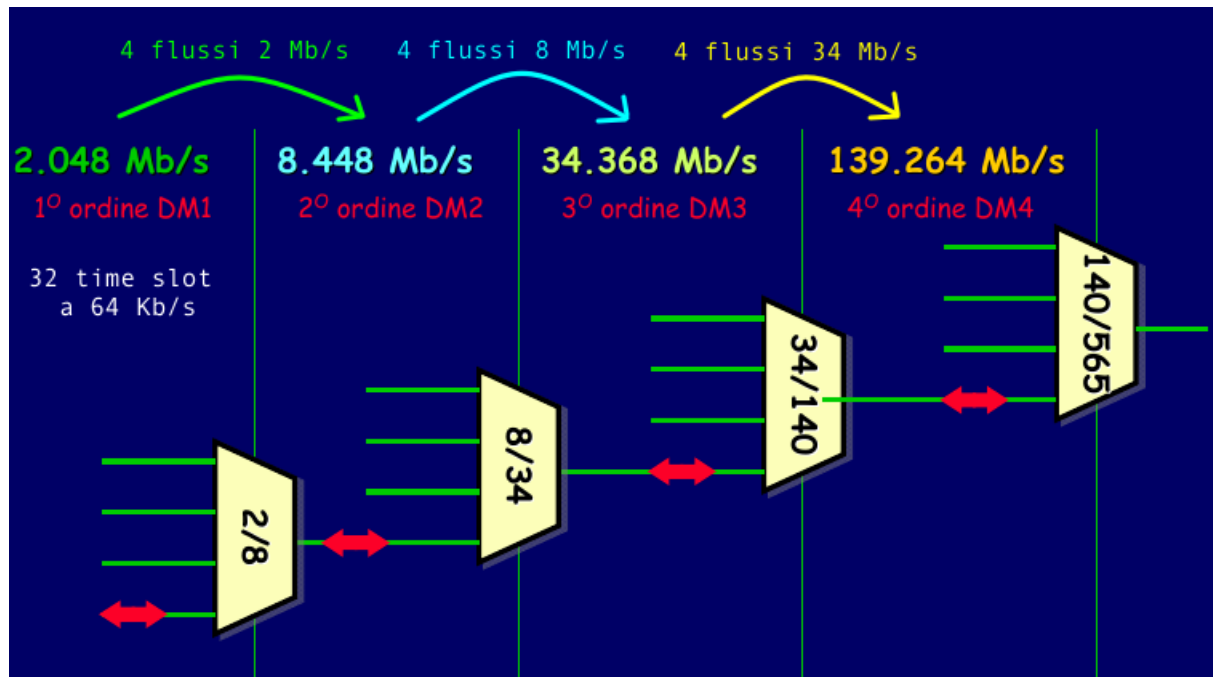 4 flussi 2 Mb/s 4 flussi 8 Mb/s 4 flussi 34 Mb/s
2.048 Mb/s 8.448 Mb/s 34.368 Mb/s 139.264 Mb/s
1º ordine DM1 2º ordine DM2 3º ordine DM3 4º ordine DM4
32 time slot
a 64 Kb/s
2/8
8/34
34/140
140/565